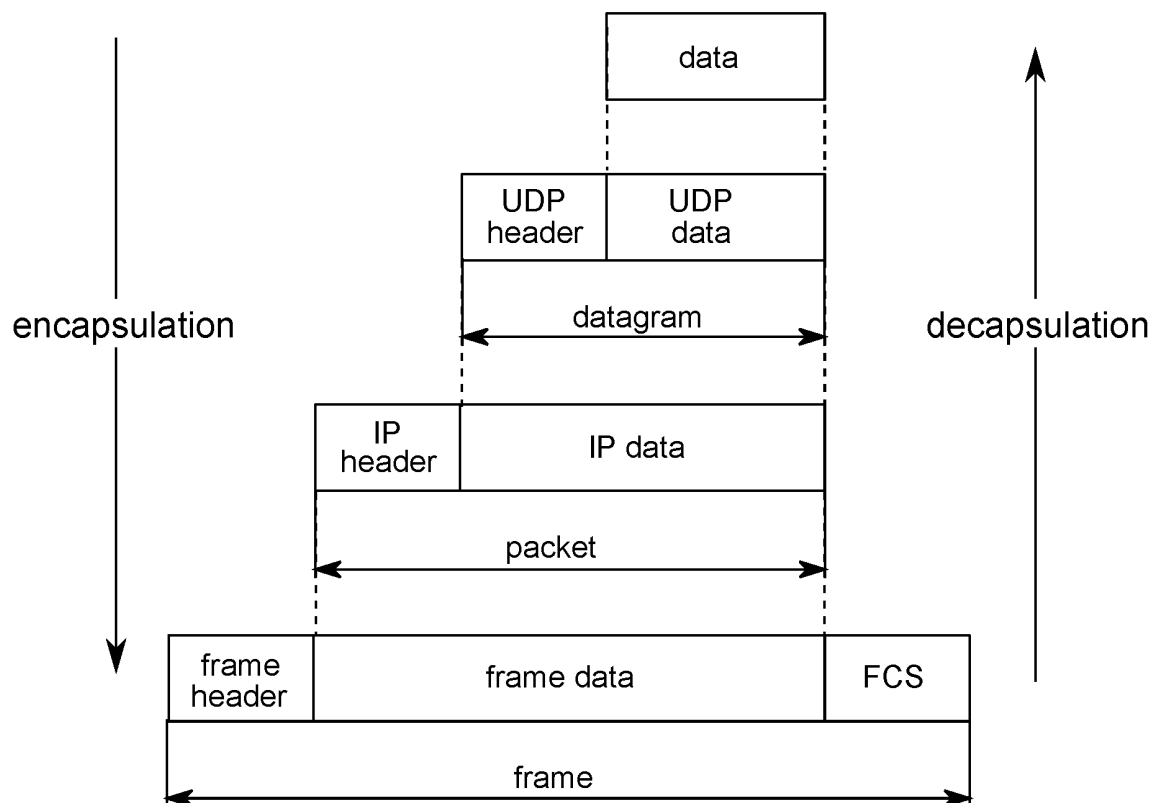 data
UDP header
UDP data
datagram
encapsulation
decapsulation
IP header
IP data
packet
frame header
frame data
FCS
frame